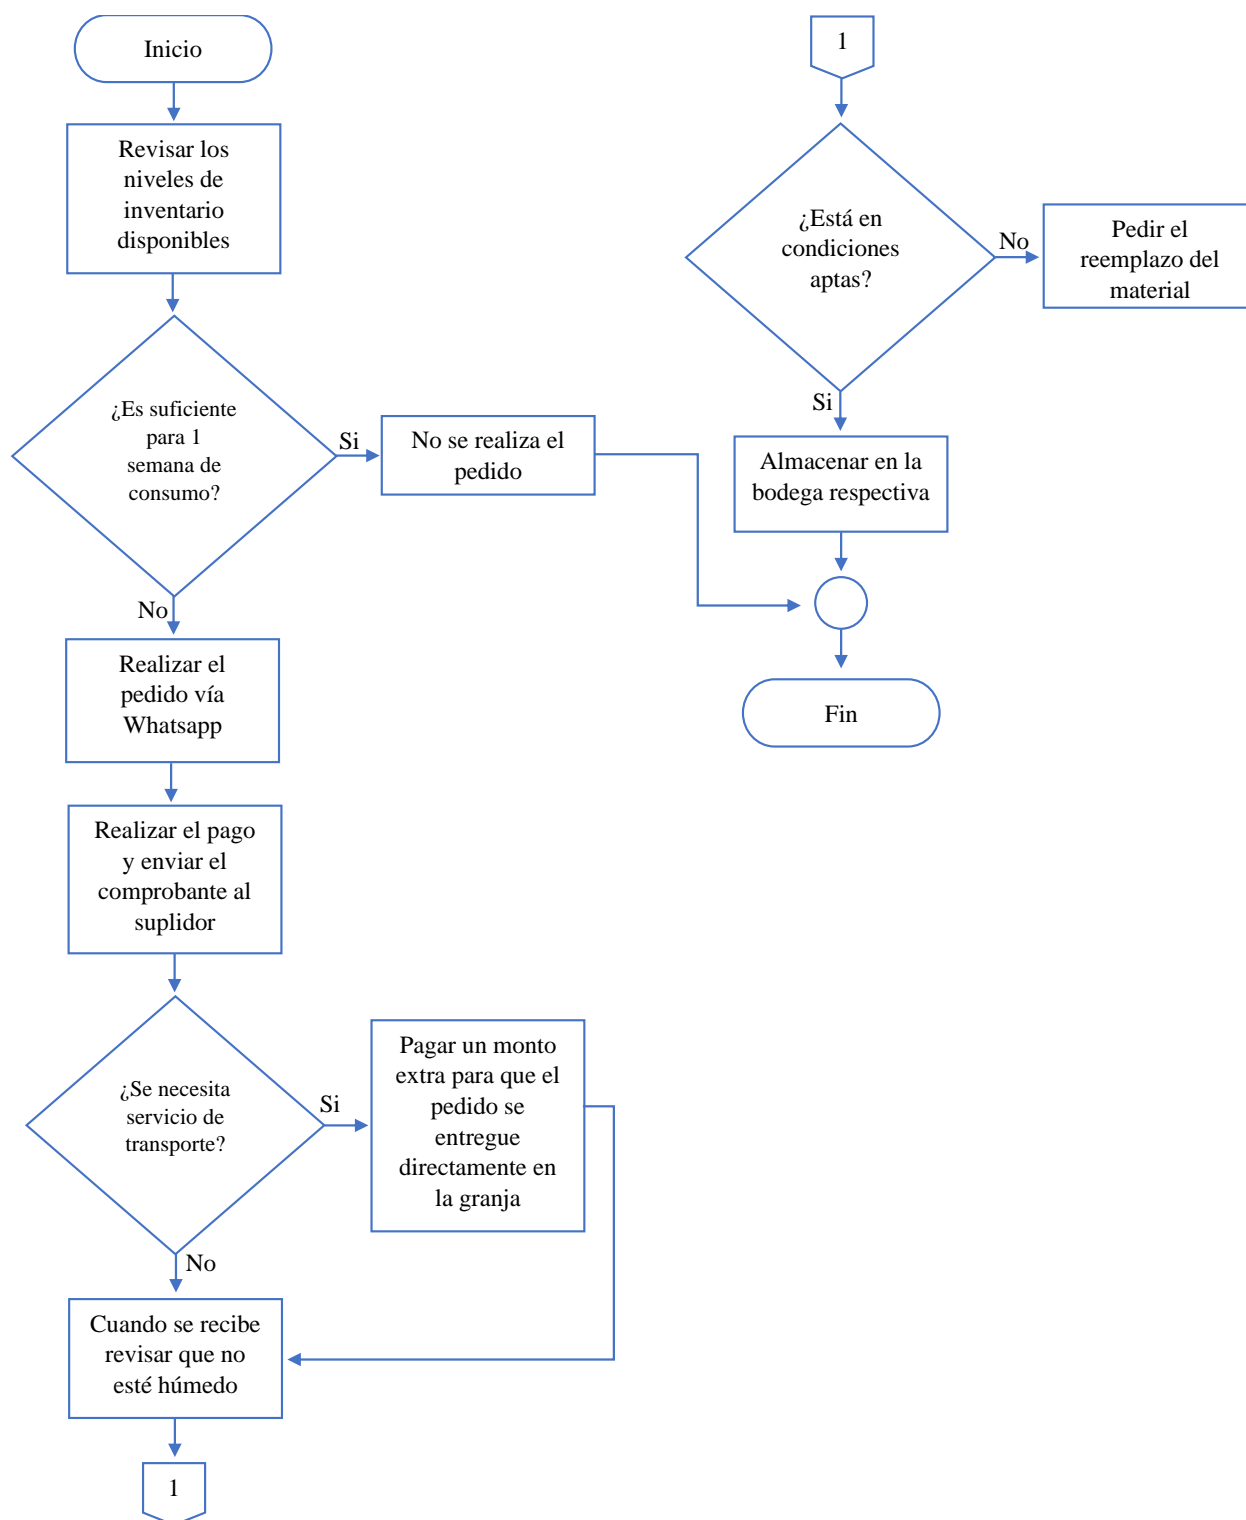 Inicio
Revisar los
niveles de
inventario
disponibles
¿Es suficiente
para 1
semana de
consumo?
Si
No se realiza el
pedido
No
Realizar el
pedido vía
Whatsapp
Realizar el pago
y enviar el
comprobante al
suplidor
¿Se necesita
servicio de
transporte?
Si
Pagar un monto
extra para que el
pedido se
entregue
directamente en
la granja
No
Cuando se recibe
revisar que no
esté húmedo
1
1
¿Está en
condiciones
aptas?
No
Pedir el
reemplazo del
material
Si
Almacenar en la
bodega respectiva
Fin